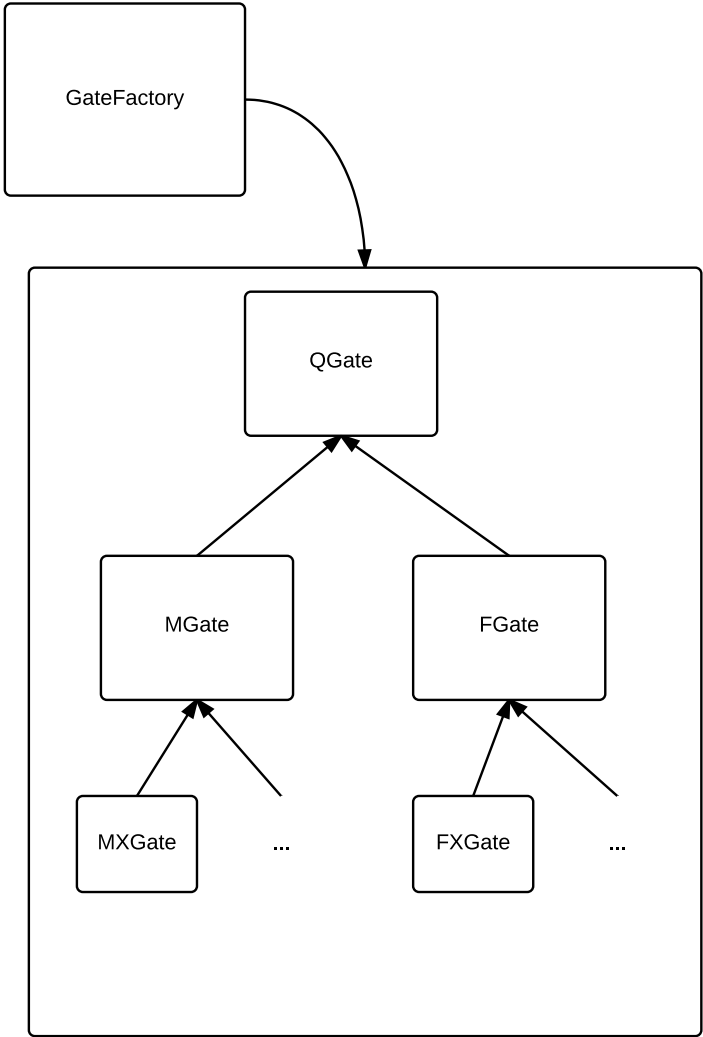 GateFactory
QGate
MGate
FGate
MXGate
...
FXGate
...